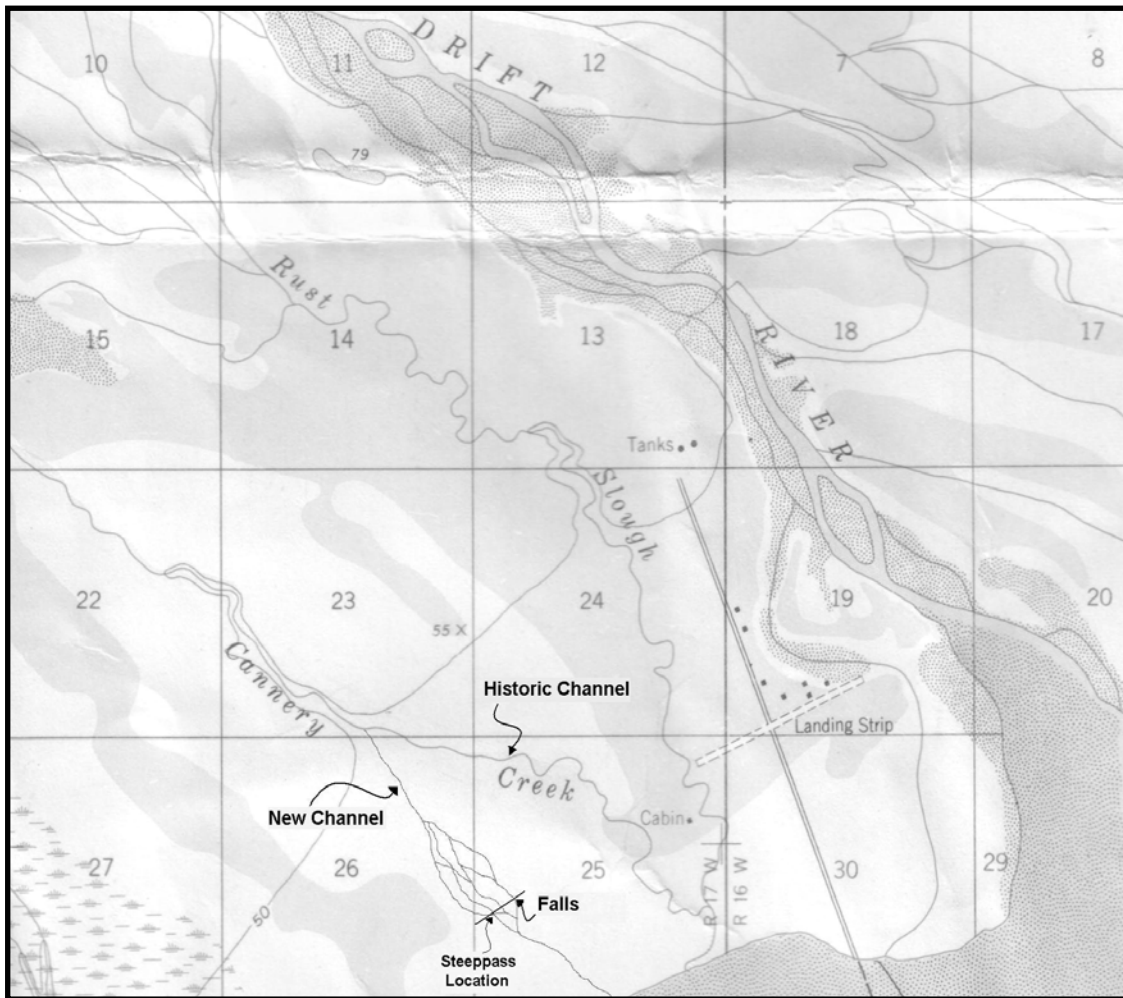 10
11
DRIFT
12
7
8
79
Rust
15
14
13
RAVER
18
17
Tanks
Slough
22
23
24
19
20
55 X
Cannery
Historic Channel
Landing Strip
Creek
New Channel
Cabin
27
26
25
R 17 W
R 16 W
30
29
50
Falls
Steeppass
Location